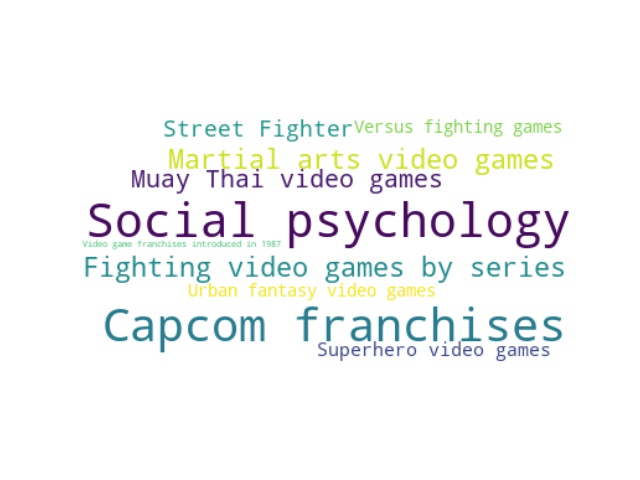 Street Fighter
Versus fighting games
Martial arts video games
Muay Thai video games
Social psychology
Video game franchises introduced in 1987
Fighting video games by series
Urban fantasy video games
Capcom franchises
Superhero video games